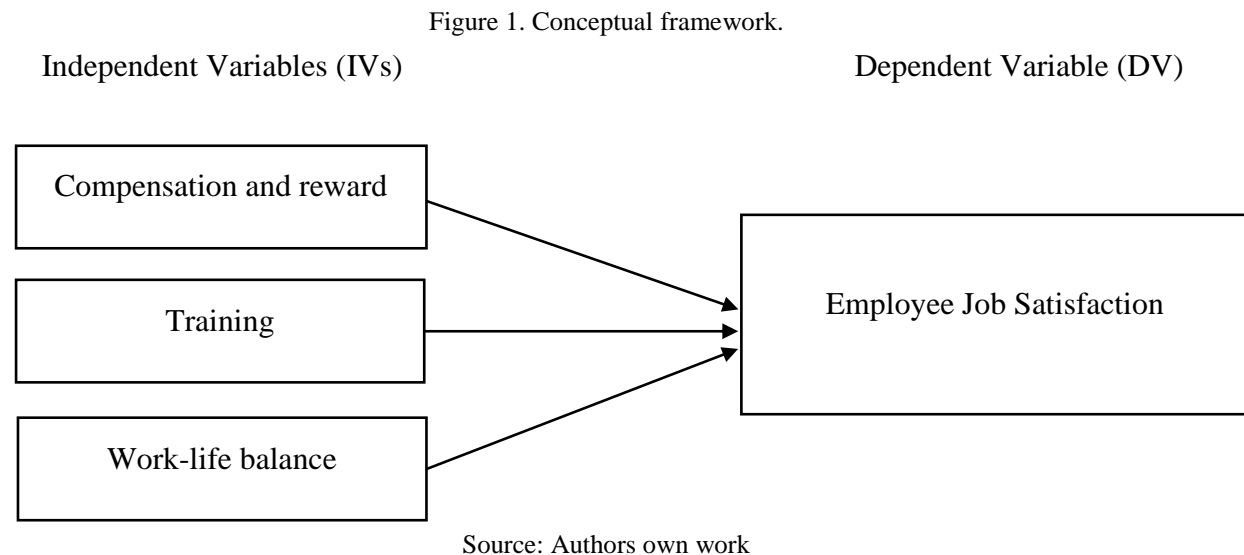 Figure 1. Conceptual framework.
Independent Variables (IVs)
Dependent Variable (DV)
Compensation and reward
Training
Work-life balance
Employee Job Satisfaction
Source: Authors own work